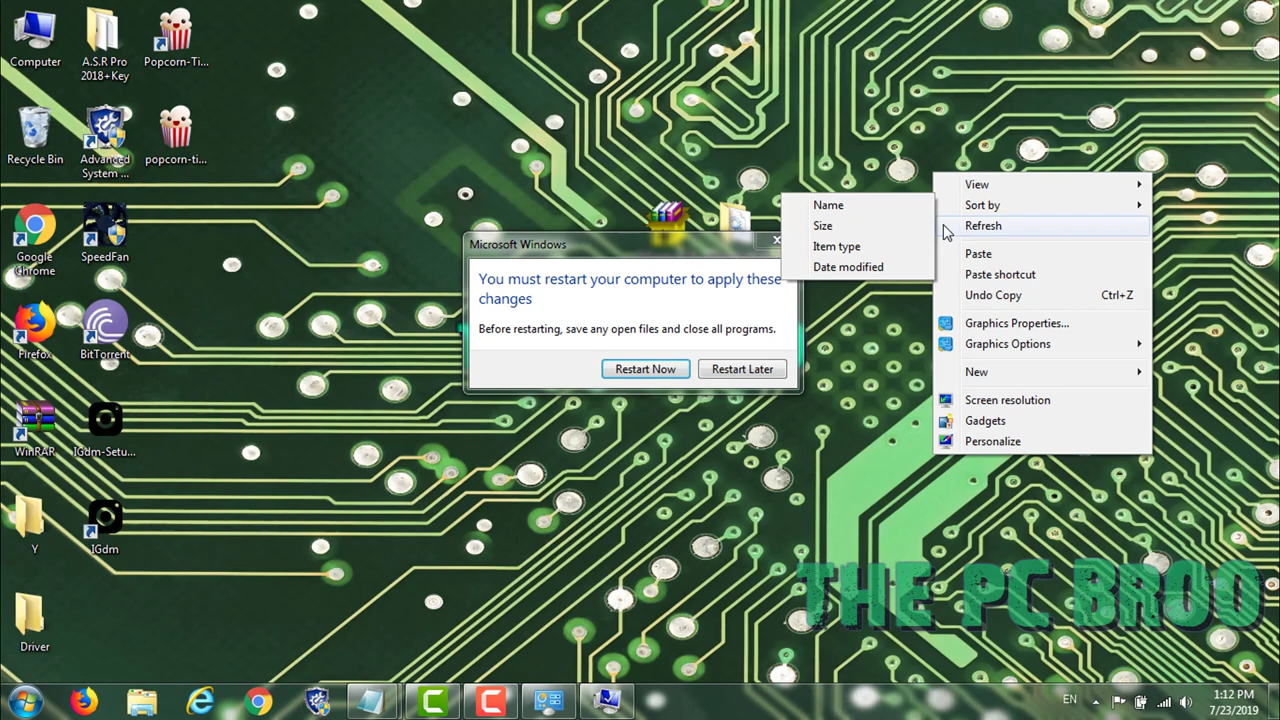 Computer
A.S.R Pro
2018+Key
Popcorn-Ti...
Recycle Bin
Advanced
System ...
popcorn-ti...
Google
Chrome
SpeedFan
Firefox
BitTorrent
WinRAR
IGdm-Setu...
Y
IGdm
Driver
Microsoft Windows
You must restart your computer to apply these
changes
Before restarting, save any open files and close all programs.
Restart Now
Restart Later
Name
Size
Item type
Date modified
View
Sort by
Refresh
Paste
Paste shortcut
Undo Copy Ctrl+Z
Graphics Properties...
Graphics Options
New
Screen resolution
Gadgets
Personalize
THE PC BROO
EN
1:12 PM
7/23/2019